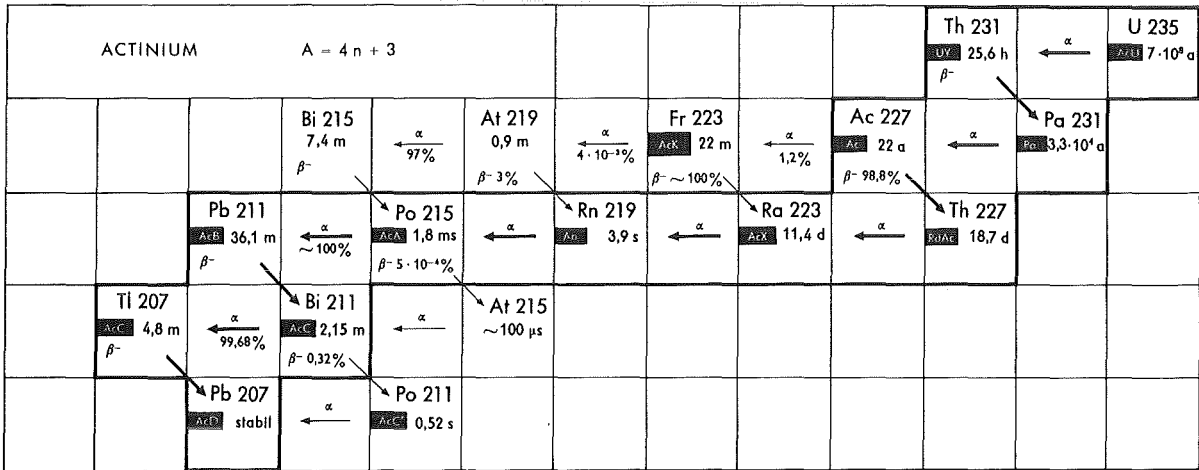 ACTINIUM A = 4 n + 3
Th 231 α U 235
UY 25,6 h AcU 7·10⁸ a
β⁻
Bi 215 At 219 Fr 223 Ac 227 Pa 231
7,4 m α 0,9 m α AcK 22 m α Ac 22 a α Pa 3,3·10⁴ a
97% 4 · 10⁻³% 1,2%
β⁻ β⁻ 3% β⁻ ~ 100% β⁻ 98,8%
Pb 211 Po 215 Rn 219 Ra 223 Th 227
AcB 36,1 m α AcA 1,8 ms α An 3,9 s α AcX 11,4 d α RdAc 18,7 d
~100%
β⁻ β⁻ 5 · 10⁻⁴%
Tl 207 Bi 211 At 215
AcC" 4,8 m α AcC 2,15 m α ~100 μs
99,68%
β⁻ β⁻ 0,32%
Pb 207 Po 211
AcD stabil α AcC' 0,52 s